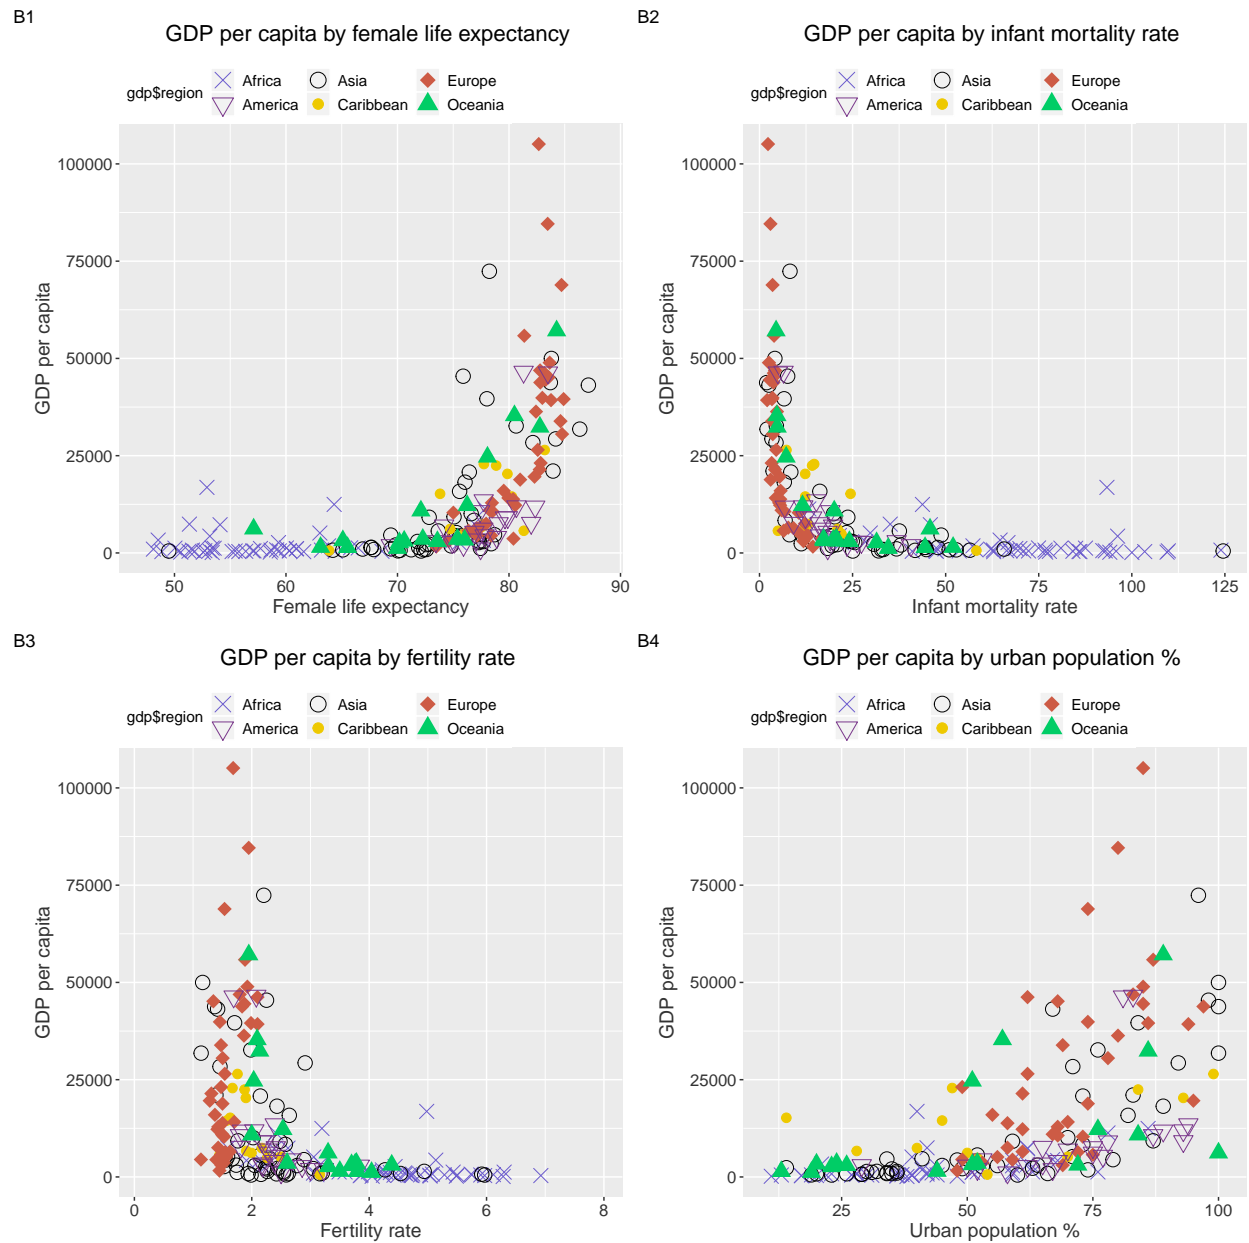 B1
GDP per capita by female life expectancy
gdp$region
Africa Asia Europe
America Caribbean Oceania
GDP per capita
100000
75000
50000
25000
0
50 60 70 80 90
Female life expectancy
B2
GDP per capita by infant mortality rate
gdp$region
Africa Asia Europe
America Caribbean Oceania
GDP per capita
100000
75000
50000
25000
0
0 25 50 75 100 125
Infant mortality rate
B3
GDP per capita by fertility rate
gdp$region
Africa Asia Europe
America Caribbean Oceania
GDP per capita
100000
75000
50000
25000
0
0 2 4 6 8
Fertility rate
B4
GDP per capita by urban population %
gdp$region
Africa Asia Europe
America Caribbean Oceania
GDP per capita
100000
75000
50000
25000
0
25 50 75 100
Urban population %